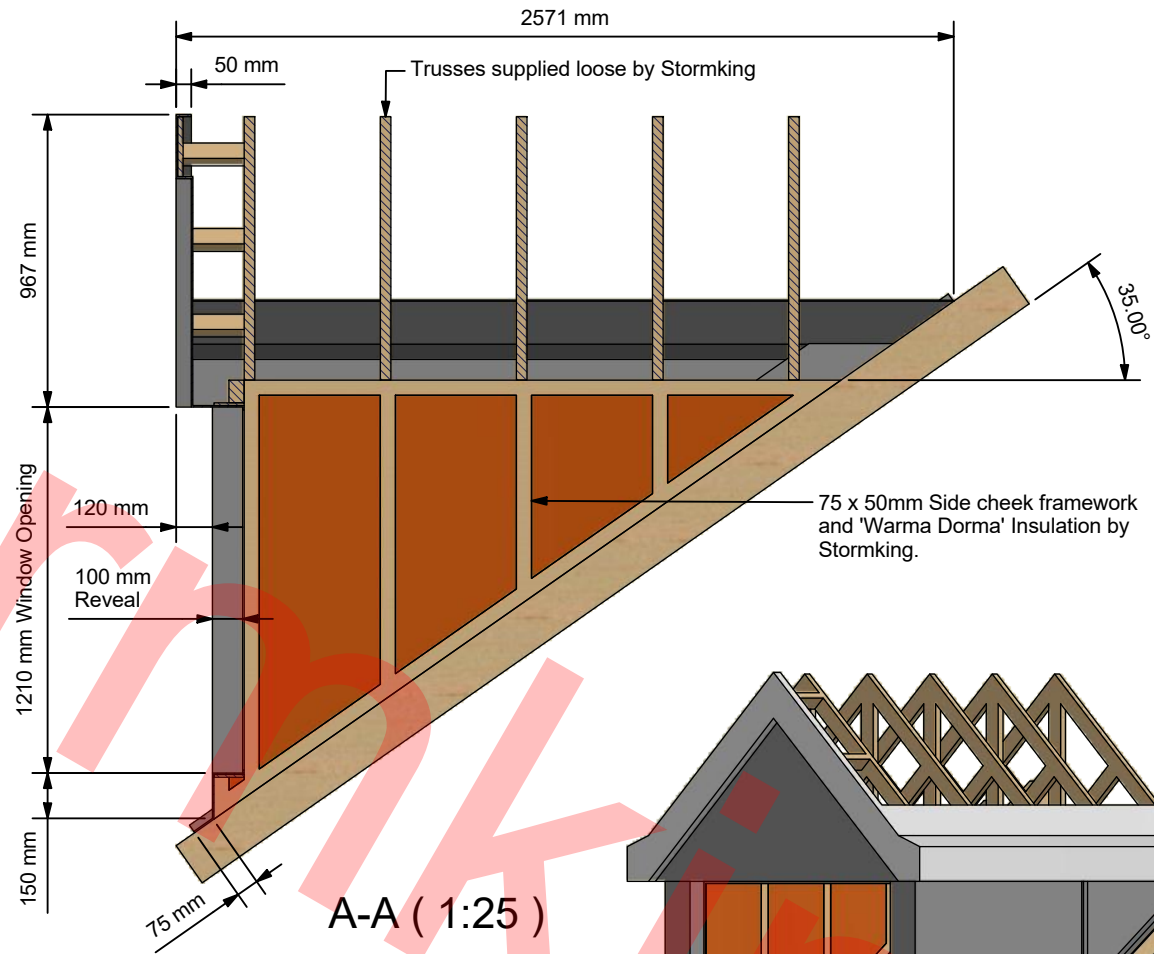 2571 mm
50 mm
Trusses supplied loose by Stormking
967 mm
35.00°
120 mm
75 x 50mm Side cheek framework
and 'Warma Dorma' Insulation by
Stormking.
1210 mm Window Opening
100 mm
Reveal
150 mm
75 mm
A-A ( 1:25 )
rmkin